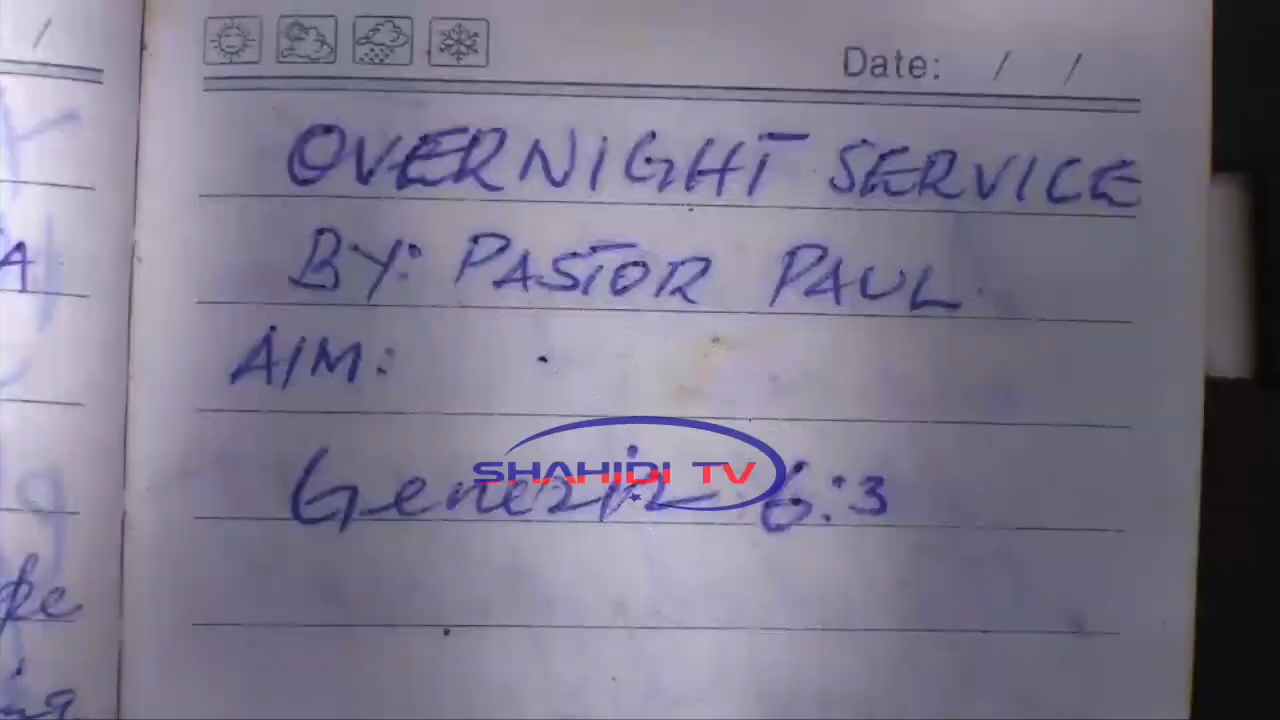 Date: / /
OVERNIGHT SERVICE
BY: PASTOR PAUL
AIM:
SHAHIDI TV
Genesis 6:3